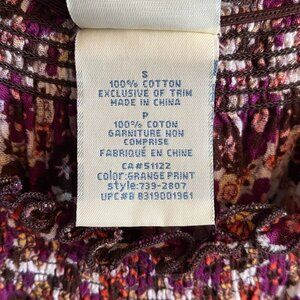 S
100% COTTON
EXCLUSIVE OF TRIM
MADE IN CHINA
P
100% COTON
GARNITURE NON
COMPRISE
FABRIQUÉ EN CHINE
CA#51122
color:GRANGE PRINT
style:739-2807
UPC#8 8319001961